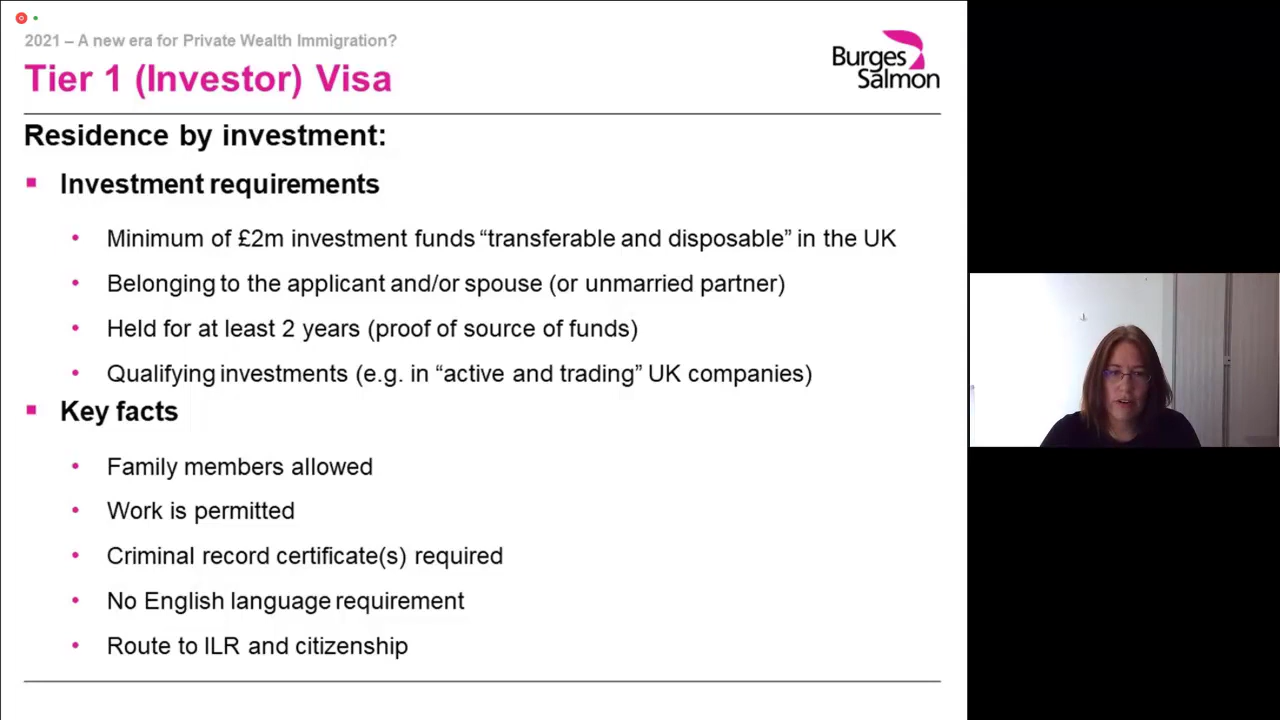 2021 – A new era for Private Wealth Immigration?
Tier 1 (Investor) Visa
Burges
Salmon
Residence by investment:
Investment requirements
Minimum of £2m investment funds “transferable and disposable” in the UK
Belonging to the applicant and/or spouse (or unmarried partner)
Held for at least 2 years (proof of source of funds)
Qualifying investments (e.g. in “active and trading” UK companies)
Key facts
Family members allowed
Work is permitted
Criminal record certificate(s) required
No English language requirement
Route to ILR and citizenship